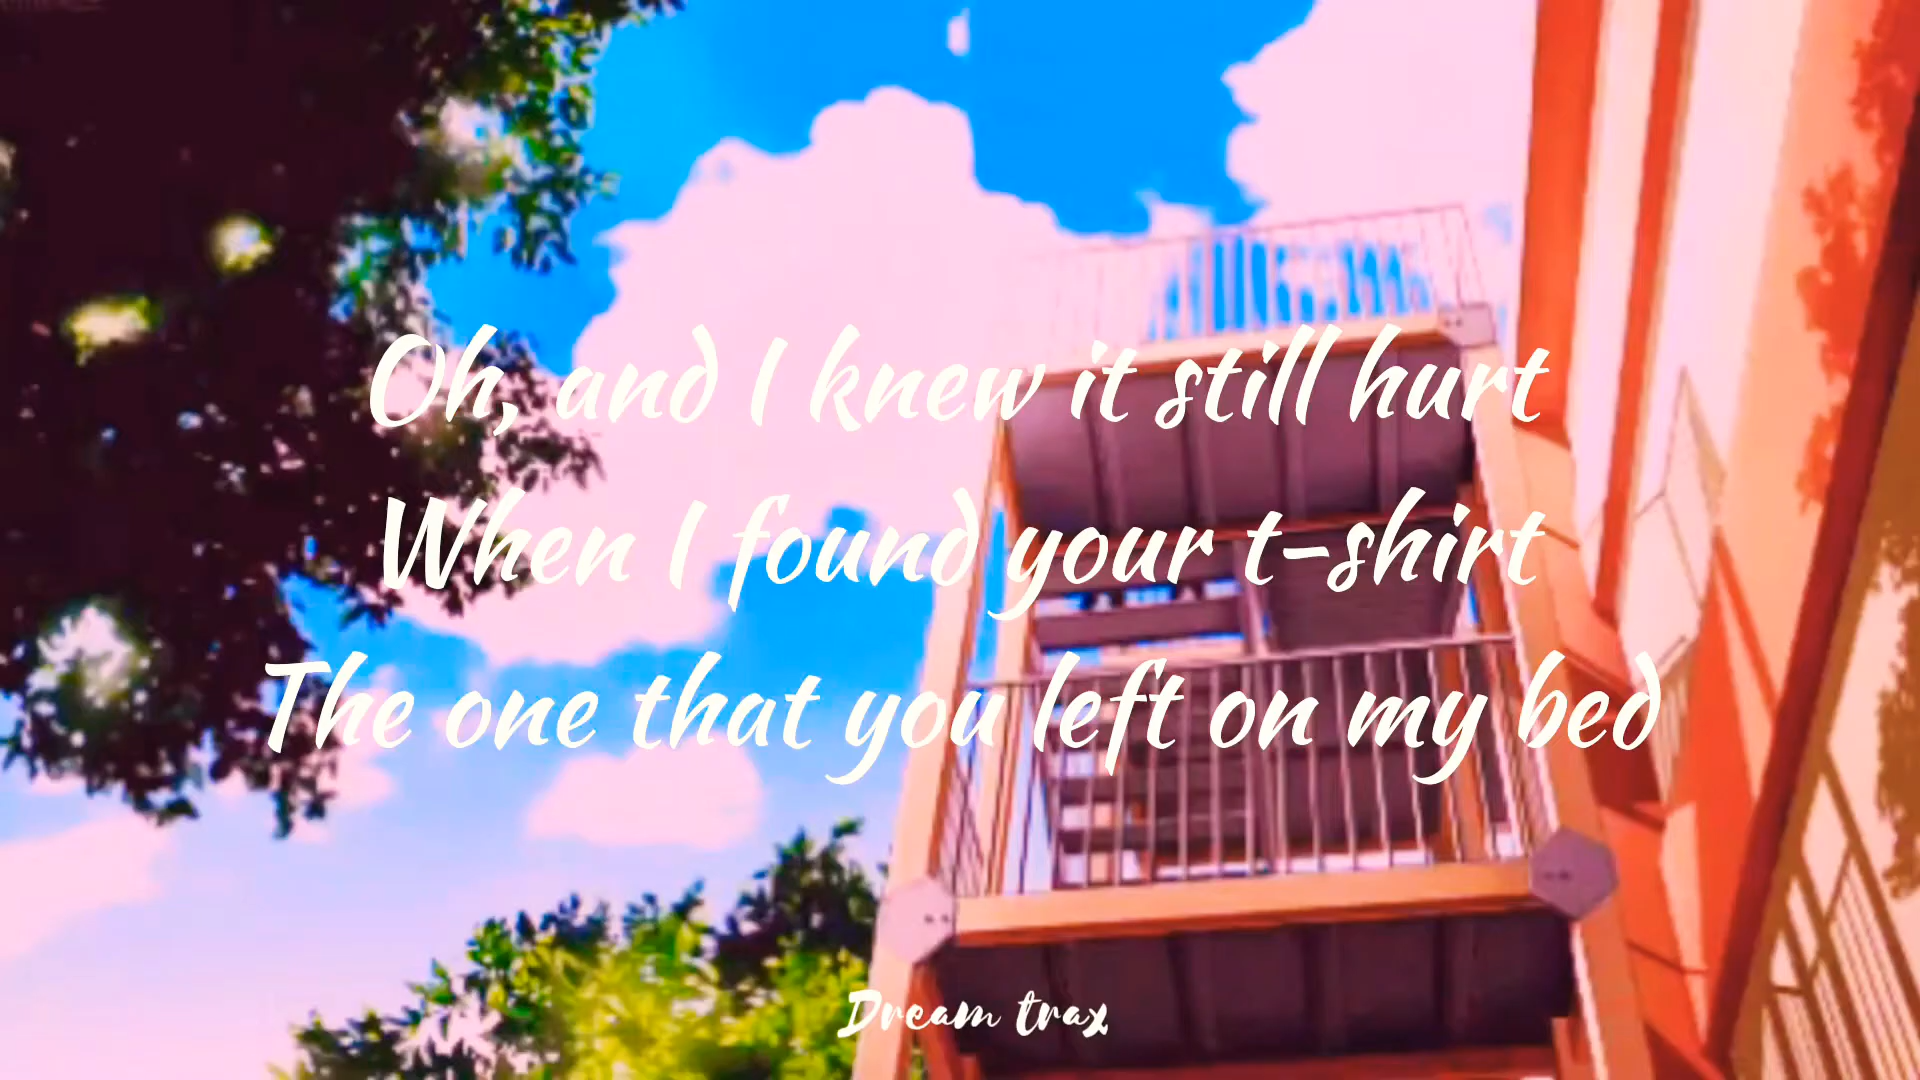 Oh, and I knew it still hurt
When I found your t-shirt
The one that you left on my bed
Dream trax